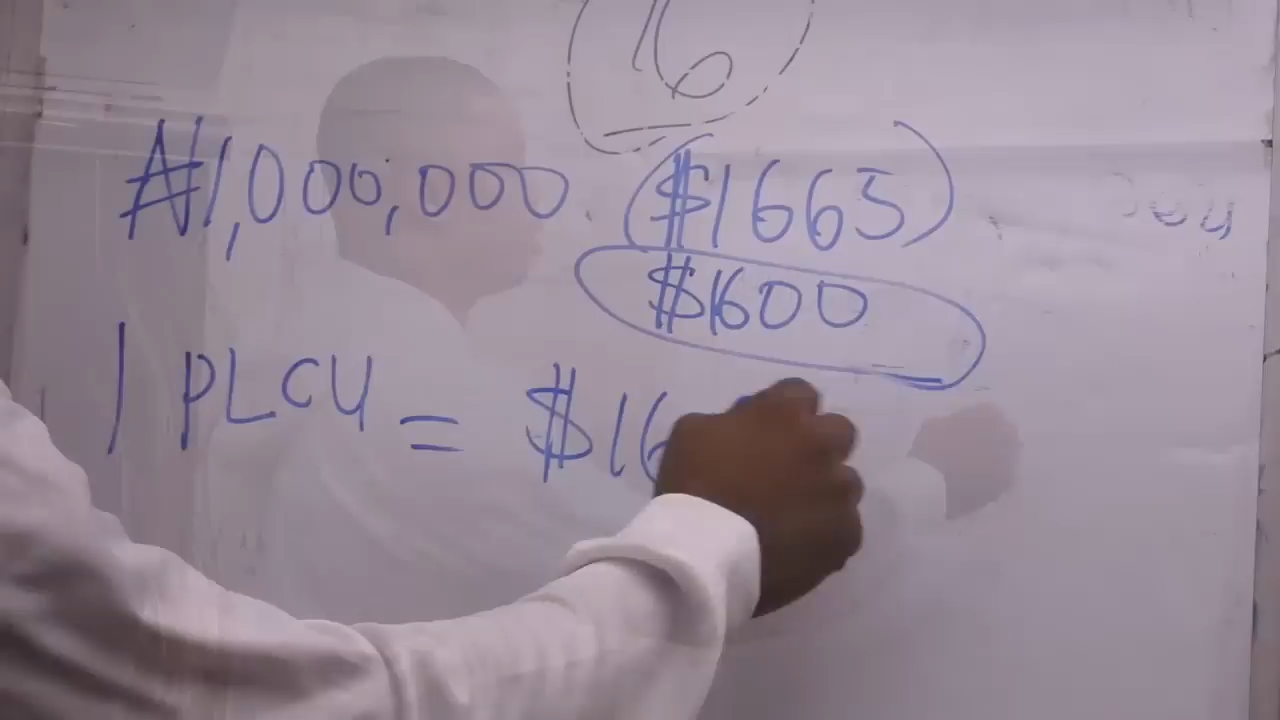 16
₦1,000,000. ($1665)
$1600
1 PLCU = $16